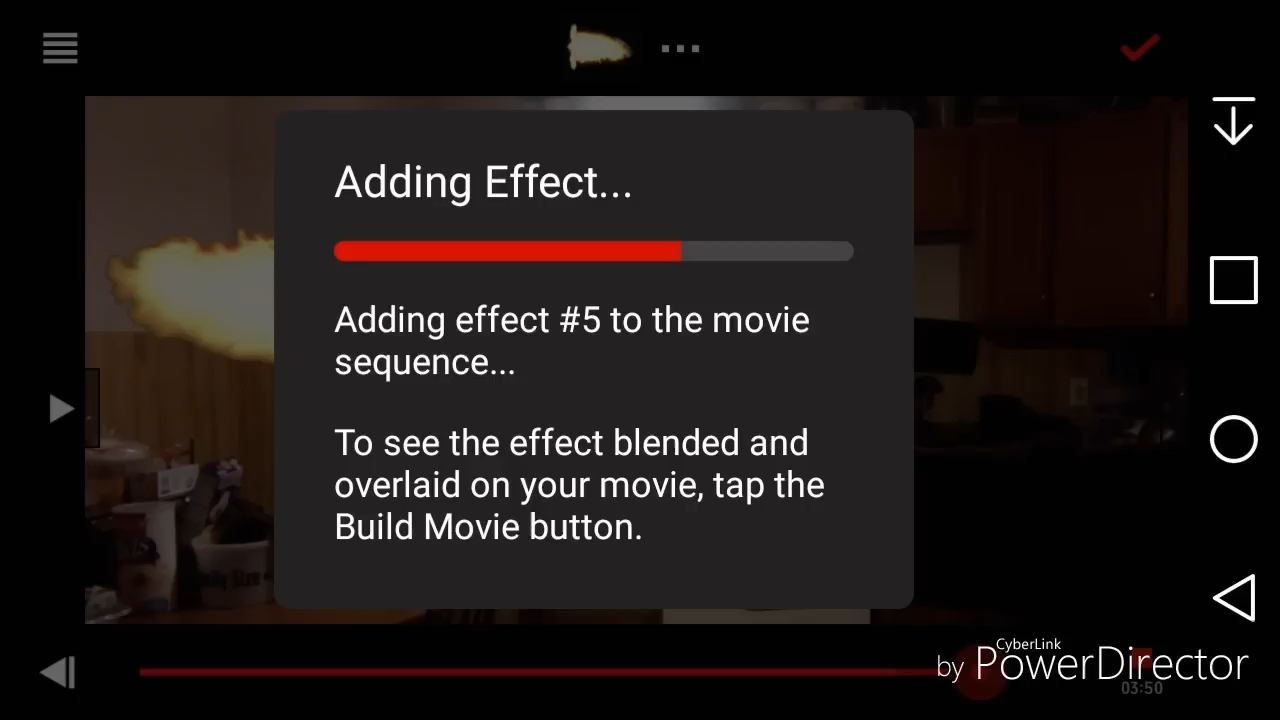 Adding Effect...
Adding effect #5 to the movie
sequence...
To see the effect blended and
overlaid on your movie, tap the
Build Movie button.
CyberLink
by PowerDirector
03:50